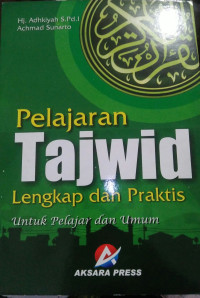 Hj. Adhkiyah S.Pd.I
Achmad Sunarto
Pelajaran
Tajwid
Lengkap dan Praktis
Untuk Pelajar dan Umum
AKSARA PRESS